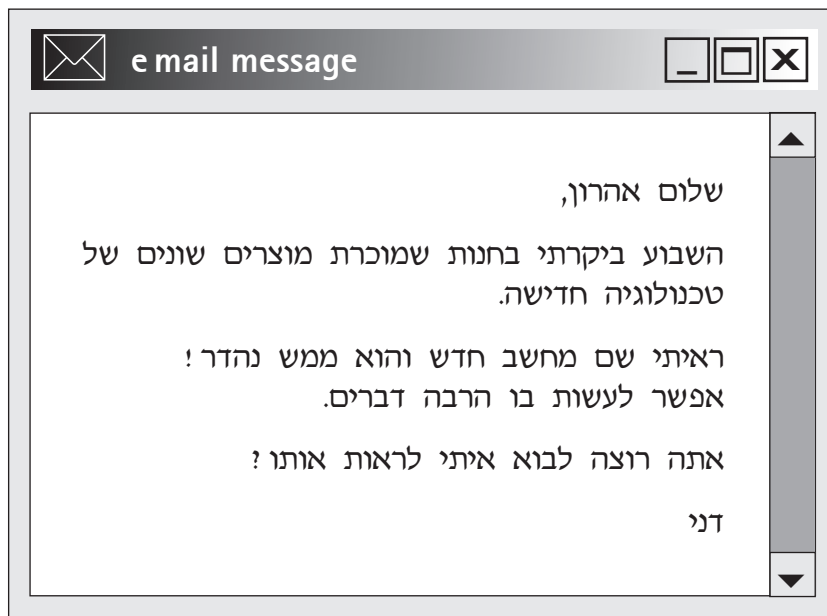 e mail message
שלום אהרון,
השבוע ביקרתי בחנות שמוכרת מוצרים שונים של
טכנולוגיה חדישה.
ראיתי שם מחשב חדש והוא ממש נהדר!
אפשר לעשות בו הרבה דברים.
אתה רוצה לבוא איתי לראות אותו?
דני